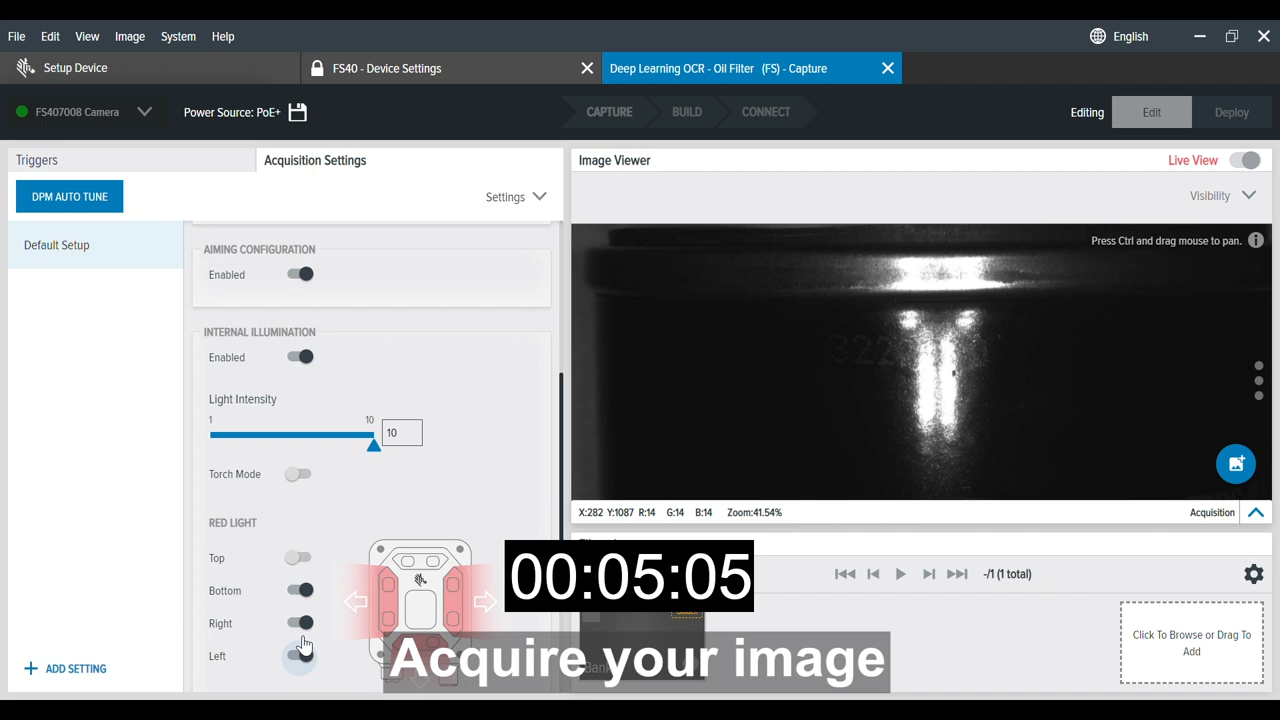 File Edit View Image System Help
English
Setup Device
FS40 - Device Settings
Deep Learning OCR - Oil Filter (FS) - Capture
FS407008 Camera
Power Source: PoE+
CAPTURE
BUILD
CONNECT
Editing
Edit
Deploy
Triggers
Acquisition Settings
DPM AUTO TUNE
Settings
Default Setup
AIMING CONFIGURATION
Enabled
INTERNAL ILLUMINATION
Enabled
Light Intensity
1
10
10
Torch Mode
RED LIGHT
Top
Bottom
Right
Left
ADD SETTING
Image Viewer
Live View
Visibility
Press Ctrl and drag mouse to pan.
X:282 Y:1087 R:14 G:14 B:14 Zoom:41.54%
Acquisition
-/1 (1 total)
Click To Browse or Drag To
Add
00:05:05
Acquire your image